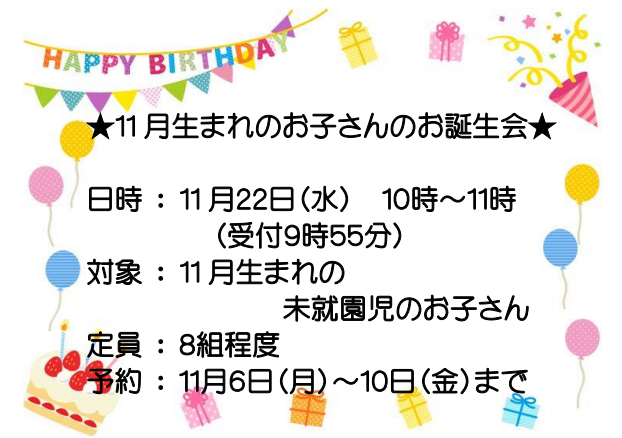 HAPPY BIRTHDAY
★11月生まれのお子さんのお誕生会★
日時：11月22日（水）　10時～11時
（受付9時55分）
対象：11月生まれの
未就園児のお子さん
定員：8組程度
予約：11月6日（月）～10日（金）まで